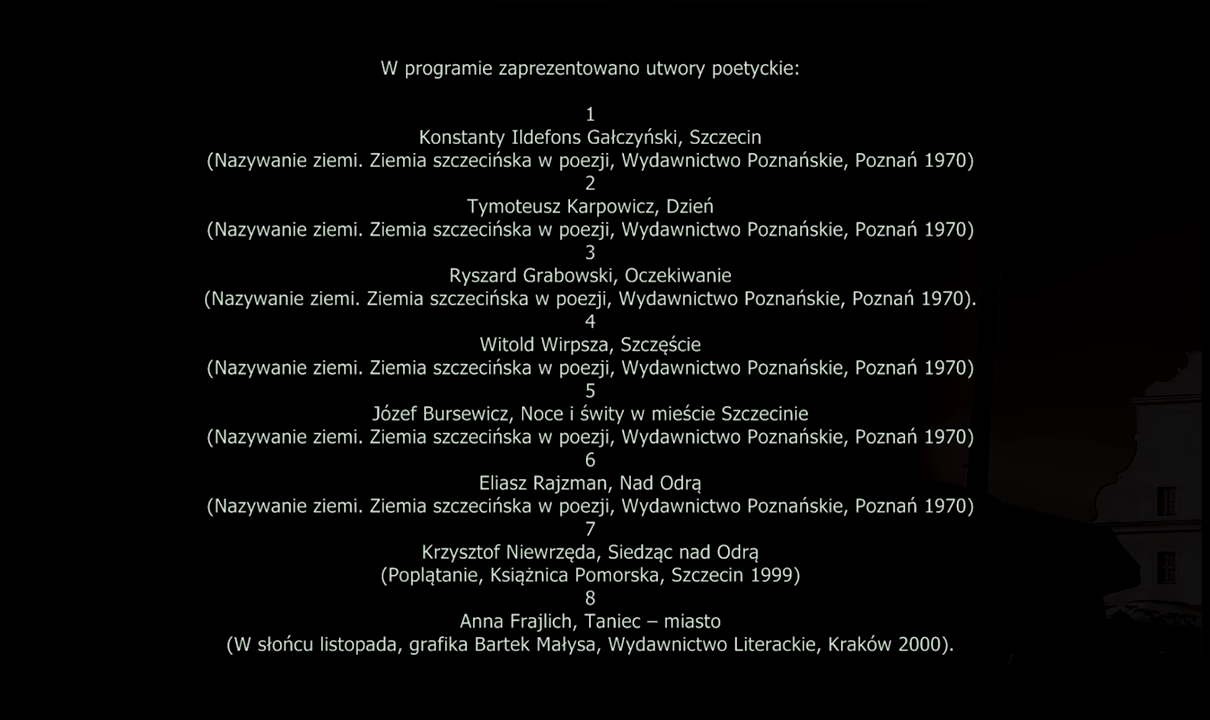 W programie zaprezentowano utwory poetyckie:
1
Konstanty Ildefons Gałczyński, Szczecin
(Nazywanie ziemi. Ziemia szczecińska w poezji, Wydawnictwo Poznańskie, Poznań 1970)
2
Tymoteusz Karpowicz, Dzień
(Nazywanie ziemi. Ziemia szczecińska w poezji, Wydawnictwo Poznańskie, Poznań 1970)
3
Ryszard Grabowski, Oczekiwanie
(Nazywanie ziemi. Ziemia szczecińska w poezji, Wydawnictwo Poznańskie, Poznań 1970).
4
Witold Wirpsza, Szczęście
(Nazywanie ziemi. Ziemia szczecińska w poezji, Wydawnictwo Poznańskie, Poznań 1970)
5
Józef Bursewicz, Noce i świty w mieście Szczecinie
(Nazywanie ziemi. Ziemia szczecińska w poezji, Wydawnictwo Poznańskie, Poznań 1970)
6
Eliasz Rajzman, Nad Odrą
(Nazywanie ziemi. Ziemia szczecińska w poezji, Wydawnictwo Poznańskie, Poznań 1970)
7
Krzysztof Niewrzęda, Siedząc nad Odrą
(Poplątanie, Książnica Pomorska, Szczecin 1999)
8
Anna Frajlich, Taniec – miasto
(W słońcu listopada, grafika Bartek Małysa, Wydawnictwo Literackie, Kraków 2000).